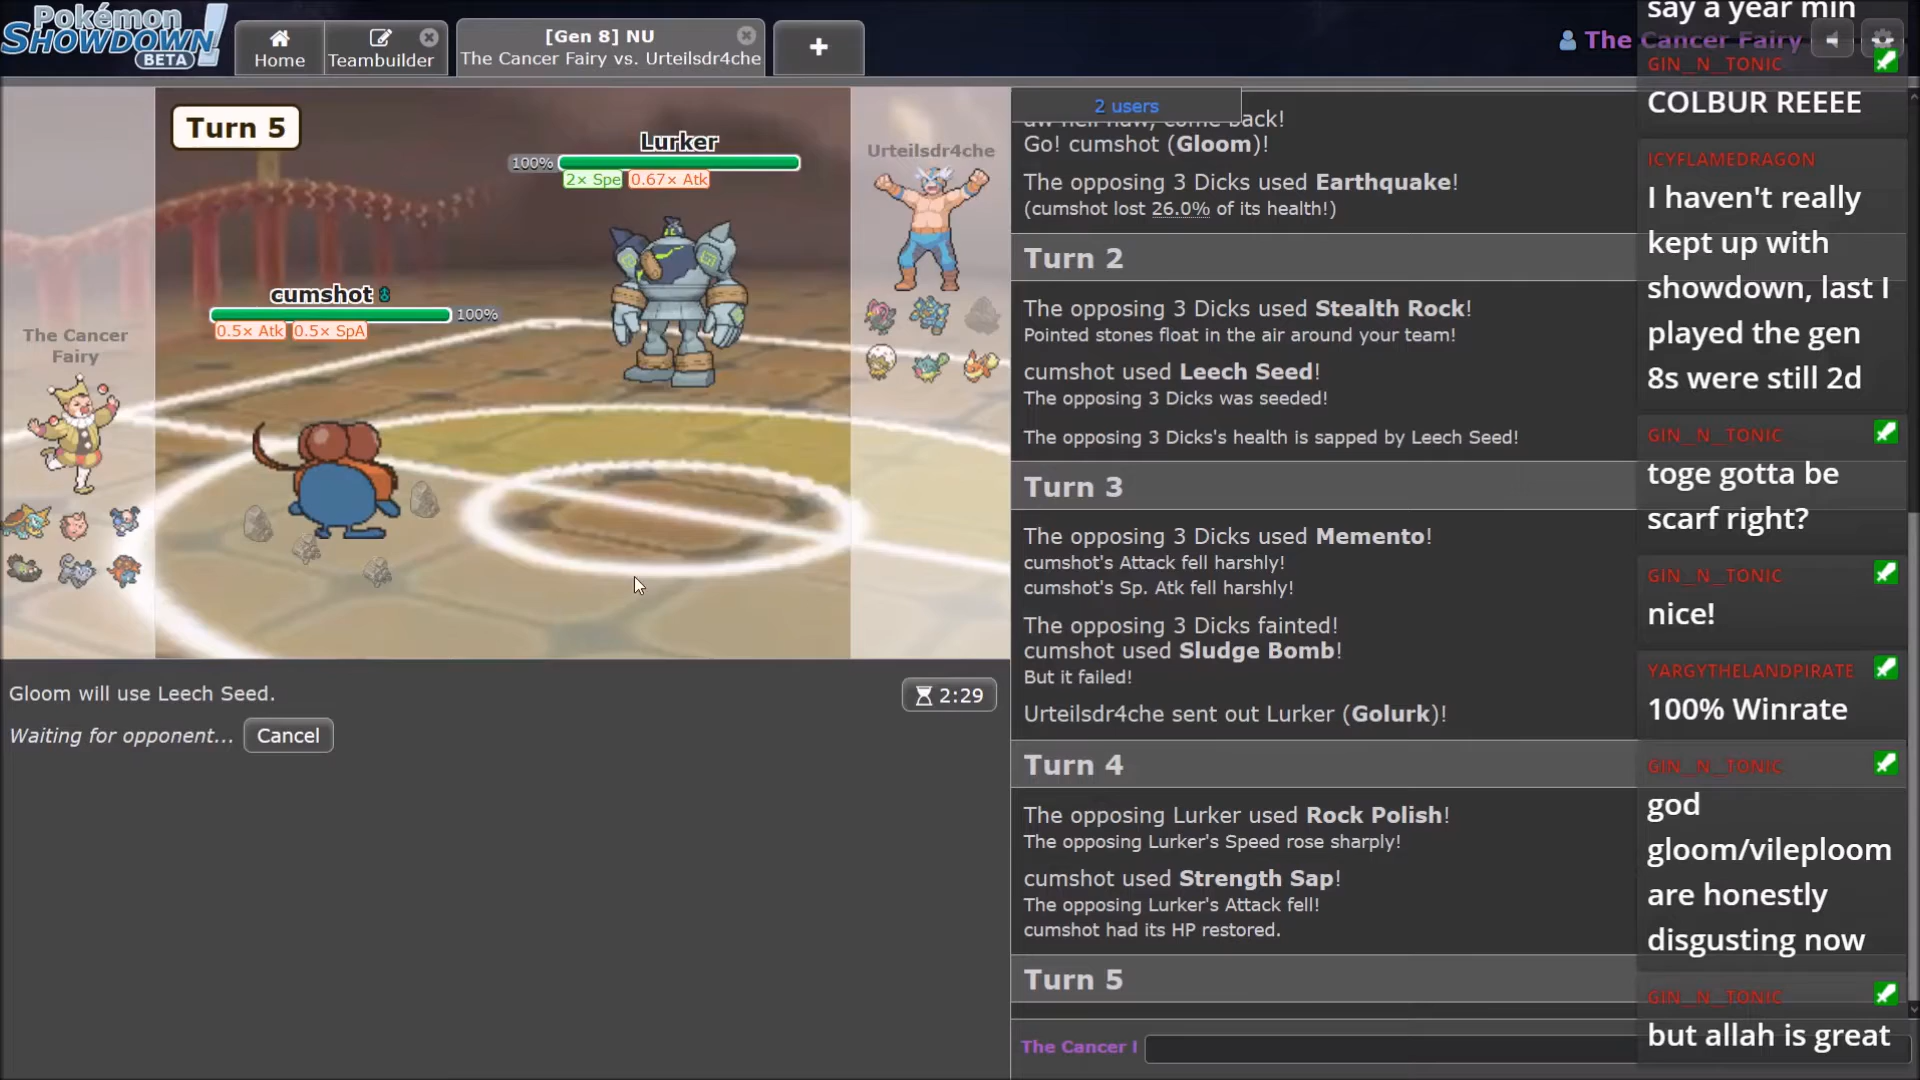 Pokémon
SHOWDOWN!
BETA
Home
Teambuilder
[Gen 8] NU
The Cancer Fairy vs. Urteilsdr4che
+
The Cancer Fairy
Turn 5
Lurker
100%
2× Spe
0.67× Atk
cumshot
100%
0.5× Atk
0.5× SpA
The Cancer
Fairy
Urteilsdr4che
Gloom will use Leech Seed.
2:29
Waiting for opponent...
Cancel
2 users
aw hell naw, come back!
Go! cumshot (Gloom)!
The opposing 3 Dicks used Earthquake!
(cumshot lost 26.0% of its health!)
Turn 2
The opposing 3 Dicks used Stealth Rock!
Pointed stones float in the air around your team!
cumshot used Leech Seed!
The opposing 3 Dicks was seeded!
The opposing 3 Dicks's health is sapped by Leech Seed!
Turn 3
The opposing 3 Dicks used Memento!
cumshot's Attack fell harshly!
cumshot's Sp. Atk fell harshly!
The opposing 3 Dicks fainted!
cumshot used Sludge Bomb!
But it failed!
Urteilsdr4che sent out Lurker (Golurk)!
Turn 4
The opposing Lurker used Rock Polish!
The opposing Lurker's Speed rose sharply!
cumshot used Strength Sap!
The opposing Lurker's Attack fell!
cumshot had its HP restored.
Turn 5
The Cancer
say a year min
GIN_N_TONIC
COLBUR REEEE
ICYFLAMEDRAGON
I haven't really
kept up with
showdown, last I
played the gen
8s were still 2d
GIN_N_TONIC
toge gotta be
scarf right?
GIN_N_TONIC
nice!
YARGYTHELANDPIRATE
100% Winrate
GIN_N_TONIC
god
gloom/vileploom
are honestly
disgusting now
GIN_N_TONIC
but allah is great